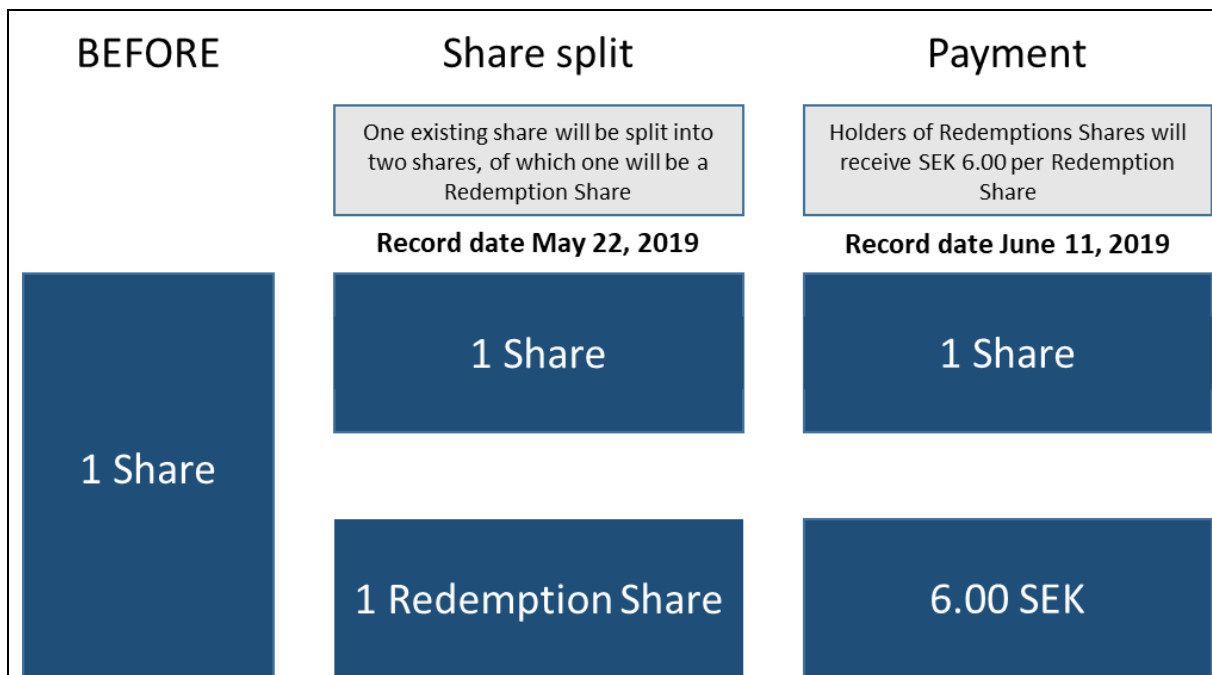 BEFORE
Share split
Payment
One existing share will be split into
two shares, of which one will be a
Redemption Share
Holders of Redemptions Shares will
receive SEK 6.00 per Redemption
Share
Record date May 22, 2019
Record date June 11, 2019
1 Share
1 Share
1 Share
1 Redemption Share
6.00 SEK